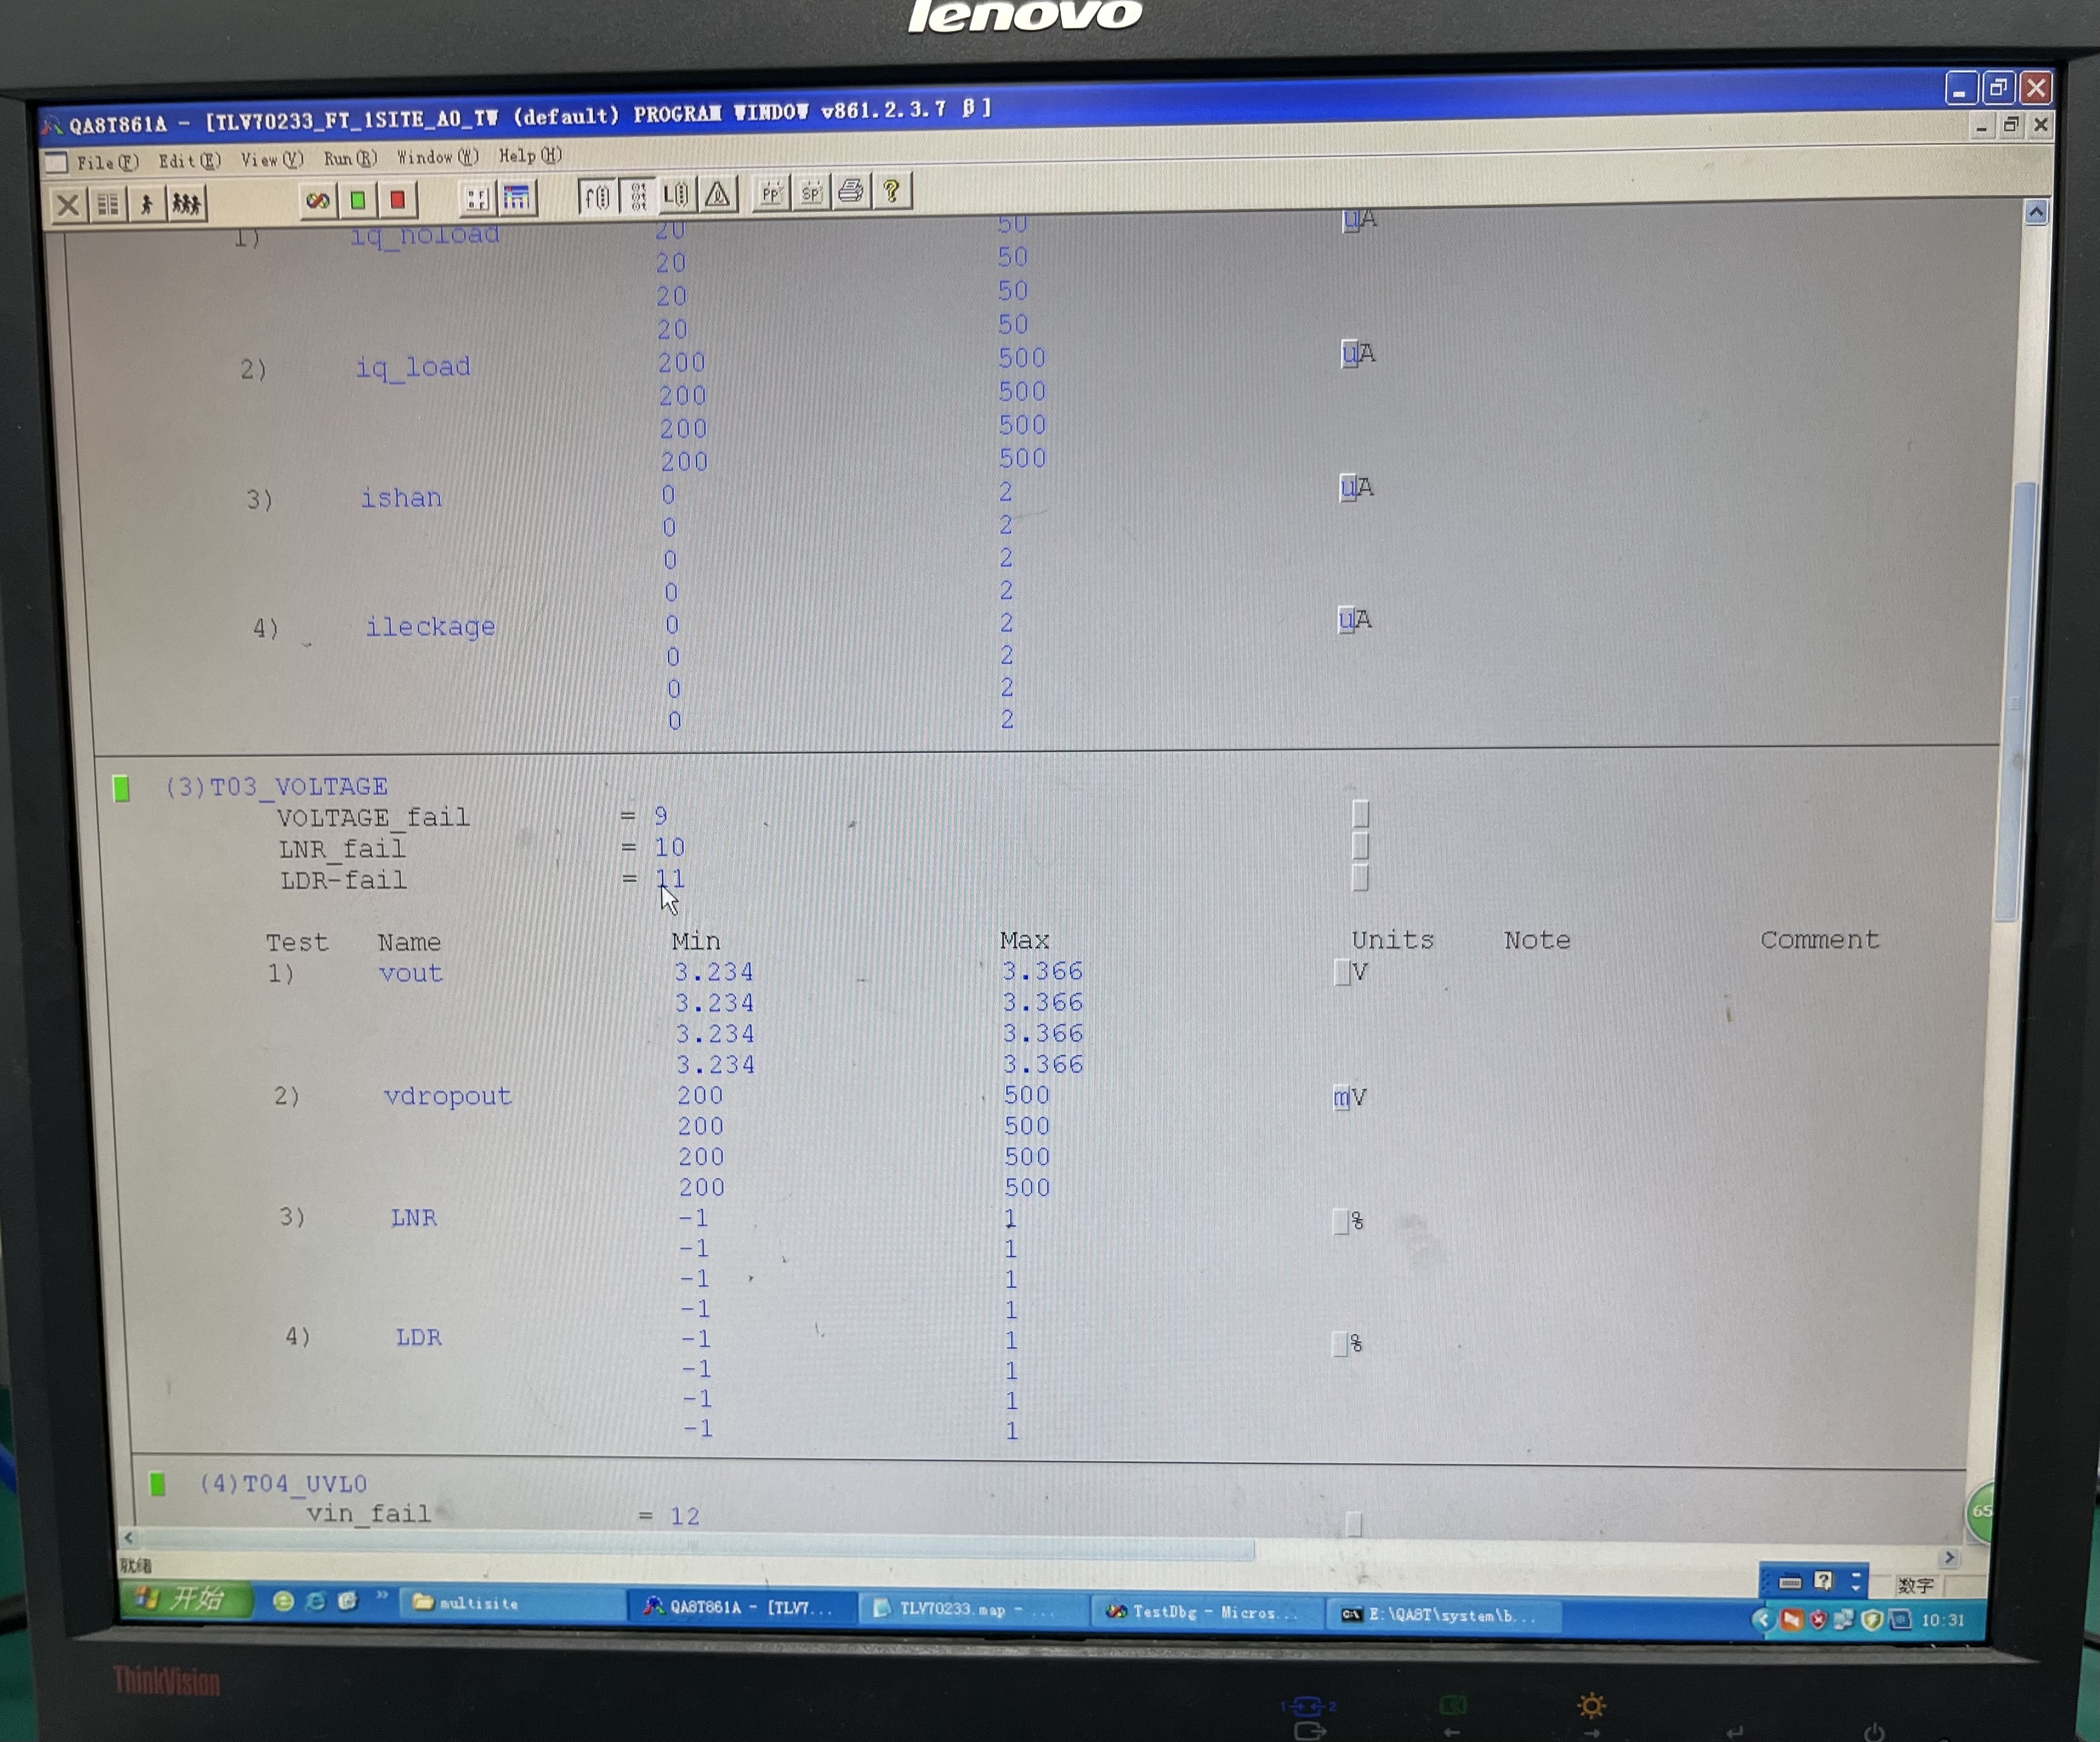 lenovo
QA8T861A - [TLV70233_FT_1SITE_A0_TW (default) PROGRAM WINDOW v861.2.3.7 β ]
File(F) Edit(E) View(V) Run(R) Window(W) Help(H)
f() L() PP SP ?
1) iq_noload 20 50 uA
20 50
20 50
20 50
2) iq_load 200 500 uA
200 500
200 500
200 500
3) ishan 0 2 uA
0 2
0 2
0 2
4) ileckage 0 2 uA
0 2
0 2
0 2
(3)T03_VOLTAGE
VOLTAGE_fail = 9
LNR_fail = 10
LDR-fail = 11
Test Name Min Max Units Note Comment
1) vout 3.234 3.366 V
3.234 3.366
3.234 3.366
3.234 3.366
2) vdropout 200 500 mV
200 500
200 500
200 500
3) LNR -1 1 %
-1 1
-1 1
-1 1
4) LDR -1 1 %
-1 1
-1 1
-1 1
(4)T04_UVLO
vin_fail = 12
65
就绪
数字
开始 » multisite QA8T861A - [TLV7... TLV70233.map - ... TestDbg - Micros... E:\QA8T\system\b... 10:31
ThinkVision
1 2